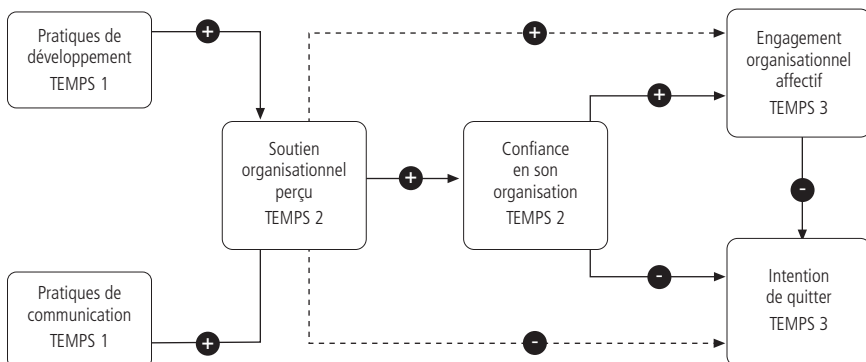 Pratiques de
développement
TEMPS 1
+
+
Engagement
organisationnel
affectif
TEMPS 3
+
Soutien
organisationnel
perçu
TEMPS 2
+
Confiance
en son
organisation
TEMPS 2
-
Pratiques de
communication
TEMPS 1
+
-
-
Intention
de quitter
TEMPS 3